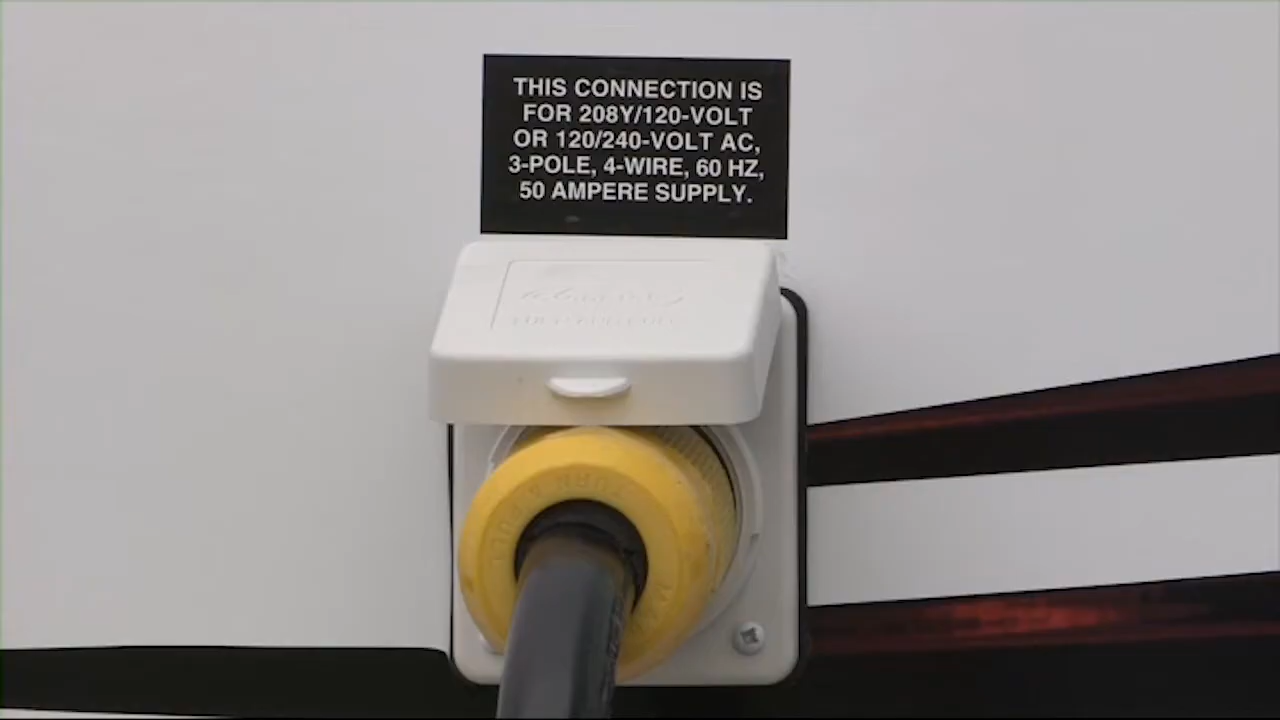 THIS CONNECTION IS
FOR 208Y/120-VOLT
OR 120/240-VOLT AC,
3-POLE, 4-WIRE, 60 HZ,
50 AMPERE SUPPLY.
TURN &